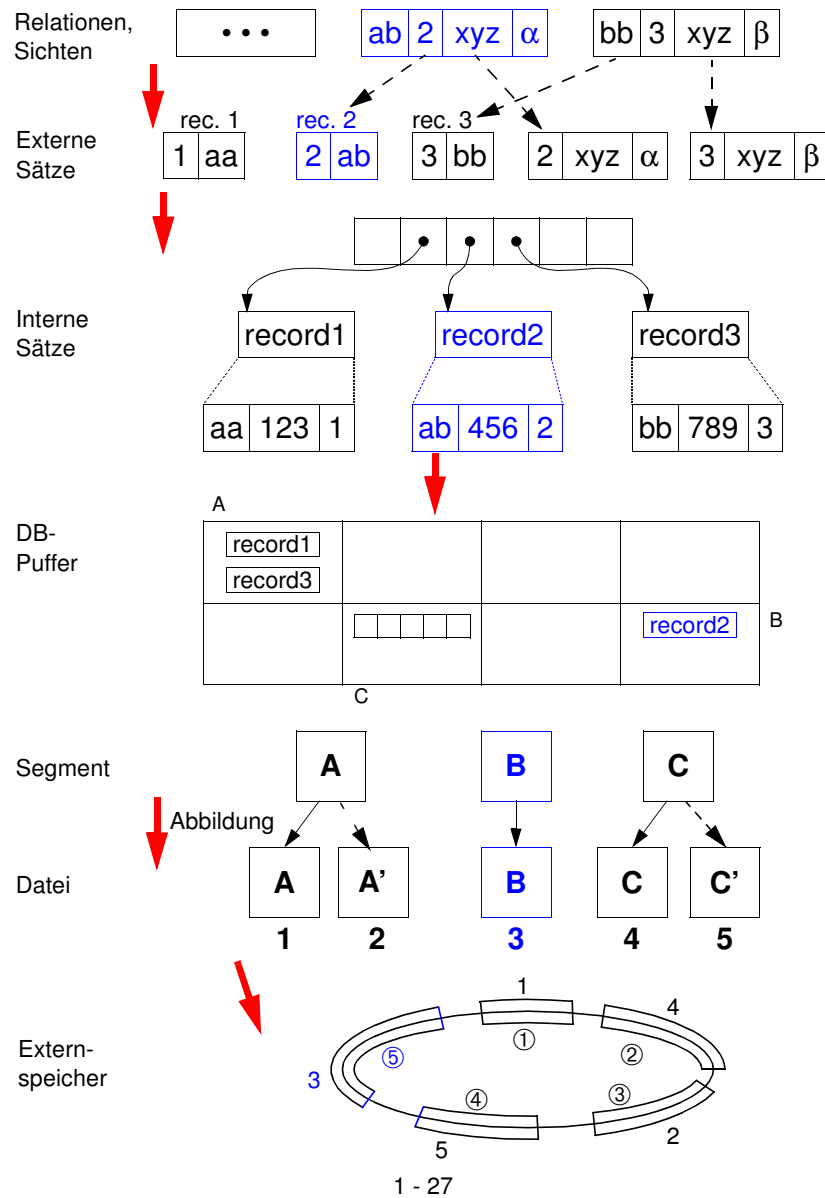 Relationen,
Sichten
• • •
ab 2 xyz α
bb 3 xyz β
rec. 1
rec. 2
rec. 3
Externe
Sätze
1 aa
2 ab
3 bb
2 xyz α
3 xyz β
Interne
Sätze
record1
record2
record3
aa 123 1
ab 456 2
bb 789 3
A
DB-
Puffer
record1
record3
record2
B
C
Segment
A
B
C
Abbildung
Datei
A
A’
B
C
C’
1
2
3
4
5
Extern-
speicher
1
4
①
②
⑤
3
④
③
5
2
1 - 27